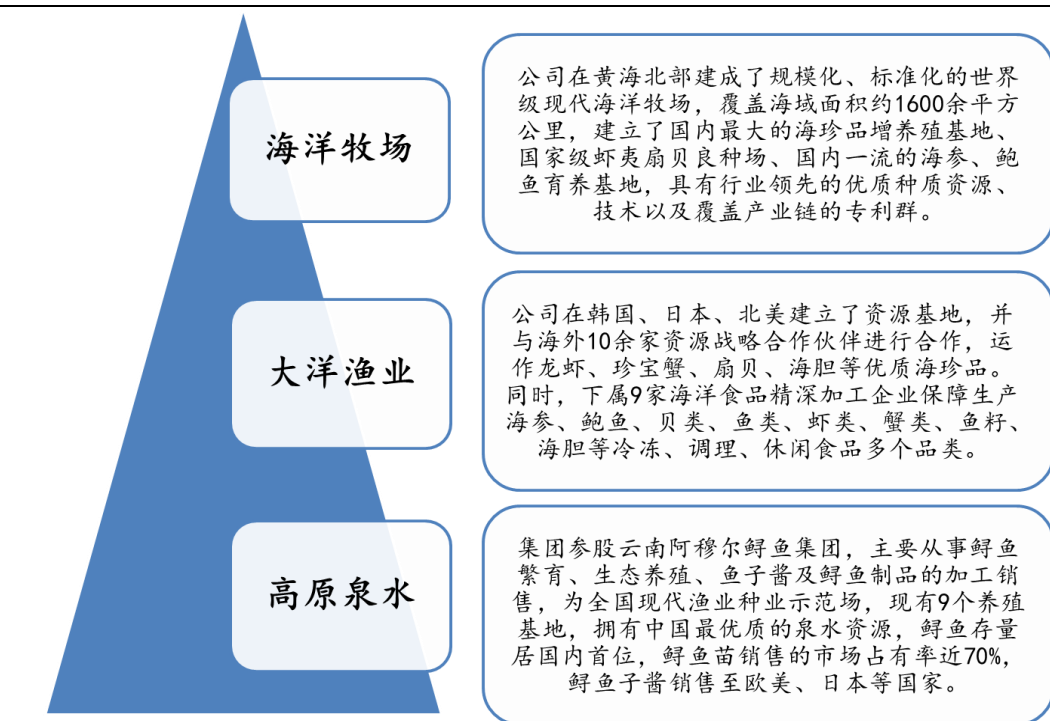 海洋牧场
公司在黄海北部建成了规模化、标准化的世界
级现代海洋牧场，覆盖海域面积约1600余平方
公里，建立了国内最大的海珍品增养殖基地、
国家级虾夷扇贝良种场、国内一流的海参、鲍
鱼育养基地，具有行业领先的优质种质资源、
技术以及覆盖产业链的专利群。
大洋渔业
公司在韩国、日本、北美建立了资源基地，并
与海外10余家资源战略合作伙伴进行合作，运
作龙虾、珍宝蟹、扇贝、海胆等优质海珍品。
同时，下属9家海洋食品精深加工企业保障生产
海参、鲍鱼、贝类、鱼类、虾类、蟹类、鱼籽、
海胆等冷冻、调理、休闲食品多个品类。
高原泉水
集团参股云南阿穆尔鲟鱼集团，主要从事鲟鱼
繁育、生态养殖、鱼子酱及鲟鱼制品的加工销
售，为全国现代渔业种业示范场，现有9个养殖
基地，拥有中国最优质的泉水资源，鲟鱼存量
居国内首位，鲟鱼苗销售的市场占有率近70%，
鲟鱼子酱销售至欧美、日本等国家。